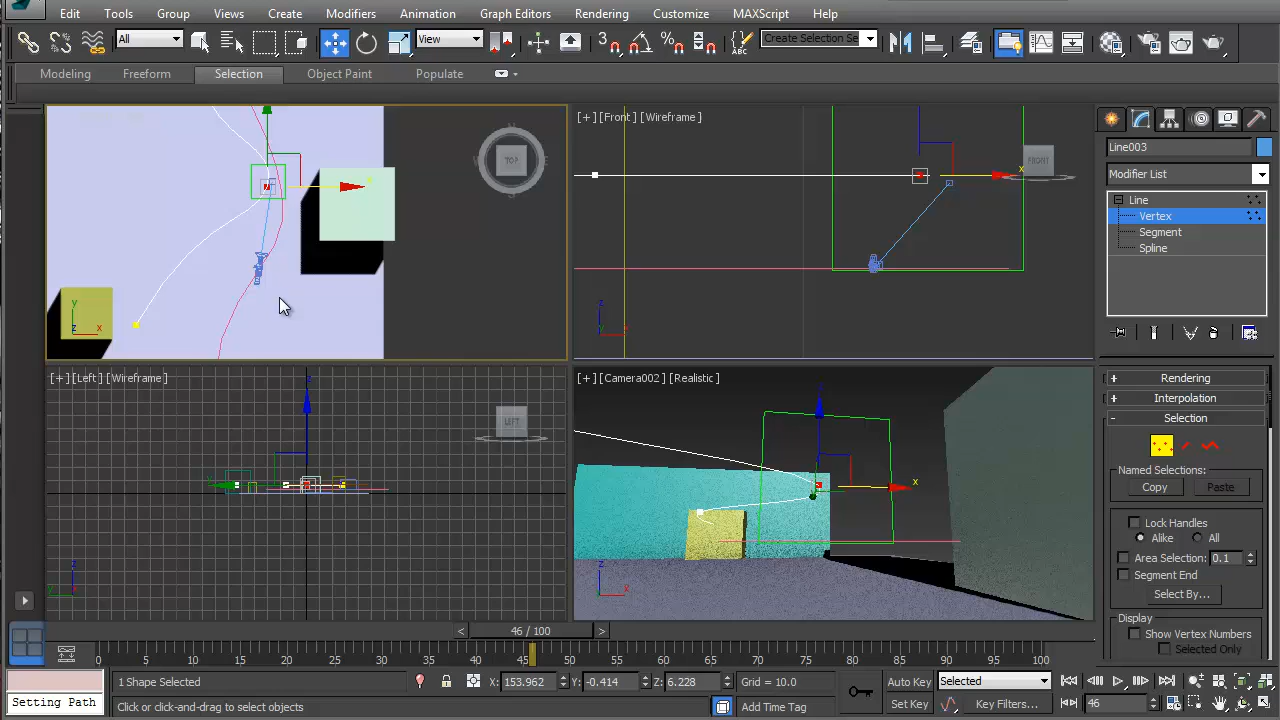 Edit Tools Group Views Create Modifiers Animation Graph Editors Rendering Customize MAXScript Help
All View Create Selection Se
3
Modeling Freeform Selection Object Paint Populate
TOP
y
z x
[+] [Front] [Wireframe]
FRONT
x
z
Line003
Modifier List
Line
Vertex
Segment
Spline
[+] [Left] [Wireframe]
LEFT
z
y
[+] [Camera002] [Realistic]
z
x
x
+ Rendering
+ Interpolation
- Selection
Named Selections:
Copy Paste
Lock Handles
Alike All
Area Selection: 0.1
Segment End
Select By...
Display
Show Vertex Numbers
Selected Only
< 46 / 100 >
0 5 10 15 20 25 30 35 40 45 50 55 60 65 70 75 80 85 90 95 100
1 Shape Selected X: 153.962 Y: -0.414 Z: 6.228 Grid = 10.0 Auto Key Selected
Setting Path Click or click-and-drag to select objects Add Time Tag Set Key Key Filters... 46